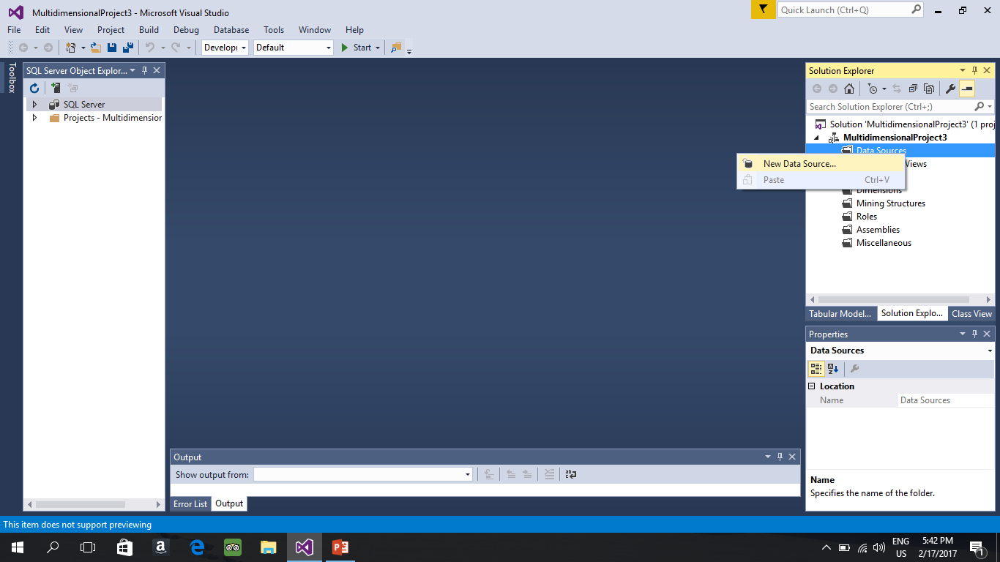 MultidimensionalProject3 - Microsoft Visual Studio
Quick Launch (Ctrl+Q)
File Edit View Project Build Debug Database Tools Window Help
Develop Default Start
Toolbox
SQL Server Object Explor...
SQL Server
Projects - Multidimension
Solution Explorer
Search Solution Explorer (Ctrl+;)
Solution 'MultidimensionalProject3' (1 proj
MultidimensionalProject3
Data Sources
New Data Source...
Views
Paste Ctrl+V
Dimensions
Mining Structures
Roles
Assemblies
Miscellaneous
Tabular Model... Solution Explo... Class View
Properties
Data Sources
Location
Name Data Sources
Name
Specifies the name of the folder.
Output
Show output from:
Error List Output
This item does not support previewing
ENG
US
5:42 PM
2/17/2017
1